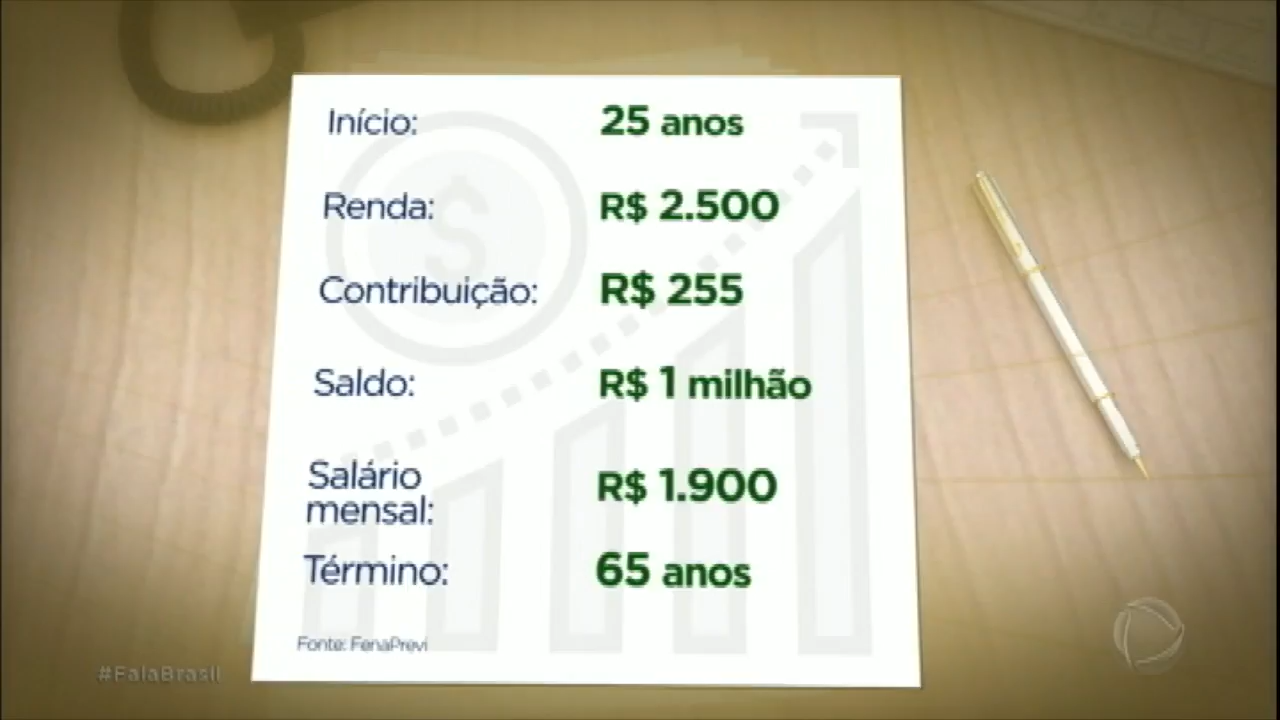 Início: 25 anos
Renda: R$ 2.500
Contribuição: R$ 255
Saldo: R$ 1 milhão
Salário
mensal: R$ 1.900
Término: 65 anos
Fonte: FenaPrevi
#FalaBrasil